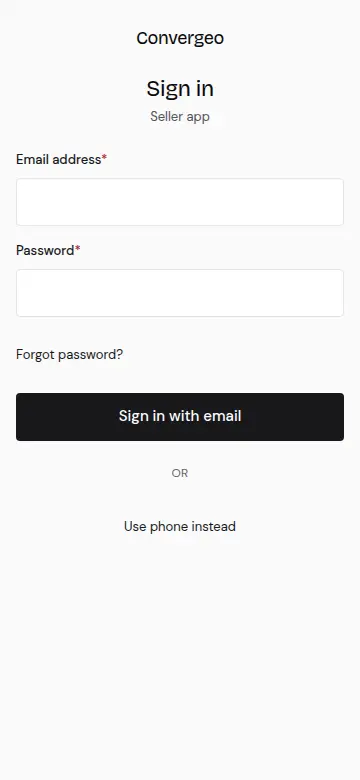 Convergeo
Sign in
Seller app
Email address*
Password*
Forgot password?
Sign in with email
OR
Use phone instead